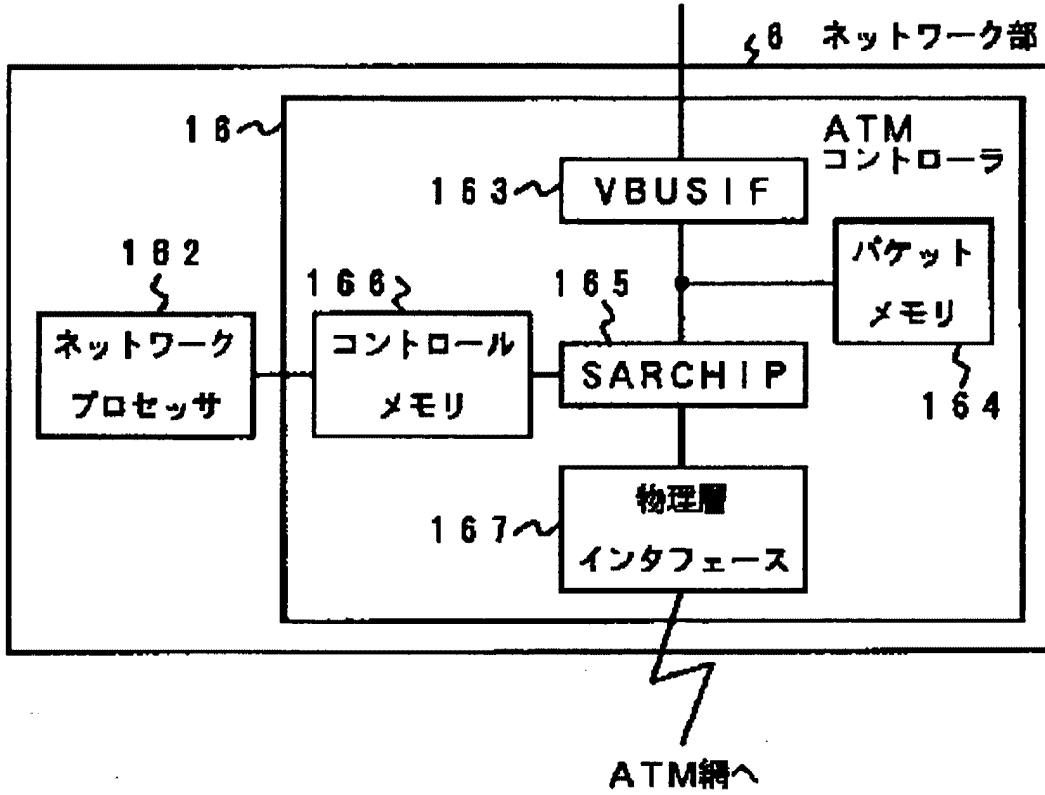 6 ネットワーク部
16
ATM
コントローラ
163
VBUSIF
162
166
165
パケット
メモリ
164
ネットワーク
プロセッサ
コントロール
メモリ
SARCHIP
167
物理層
インタフェース
ATM網へ